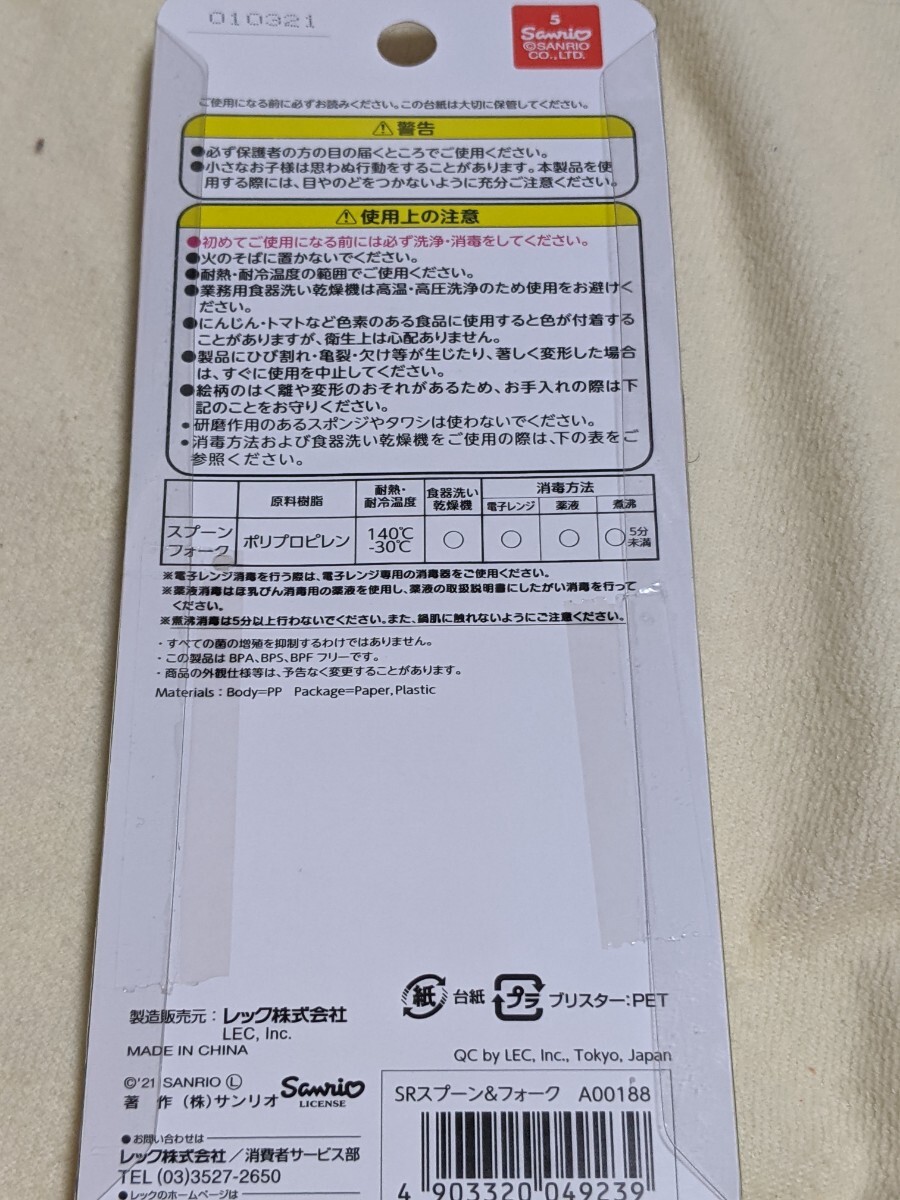 010321
5
Sanrio
©SANRIO
CO.,LTD.
ご使用になる前に必ずお読みください。この台紙は大切に保管してください。
⚠警告
●必ず保護者の方の目の届くところでご使用ください。
●小さなお子様は思わぬ行動をすることがあります。本製品を使
用する際には、目やのどをつかないように充分ご注意ください。
⚠使用上の注意
●初めてご使用になる前には必ず洗浄・消毒をしてください。
●火のそばに置かないでください。
●耐熱・耐冷温度の範囲でご使用ください。
●業務用食器洗い乾燥機は高温・高圧洗浄のため使用をお避けく
ださい。
●にんじん・トマトなど色素のある食品に使用すると色が付着する
ことがありますが、衛生上は心配ありません。
●製品にひび割れ・亀裂・欠け等が生じたり、著しく変形した場合
は、すぐに使用を中止してください。
●絵柄のはく離や変形のおそれがあるため、お手入れの際は下
記のことをお守りください。
・研磨作用のあるスポンジやタワシは使わないでください。
・消毒方法および食器洗い乾燥機をご使用の際は、下の表をご
参照ください。
原料樹脂 耐熱・耐冷温度 食器洗い乾燥機 消毒方法
電子レンジ 薬液 煮沸
スプーン フォーク ポリプロピレン 140℃ -30℃ ○ ○ ○ ○5分未満
※電子レンジ消毒を行う際は、電子レンジ専用の消毒器をご使用ください。
※薬液消毒はほ乳びん消毒用の薬液を使用し、薬液の取扱説明書にしたがい消毒を行って
ください。
※煮沸消毒は5分以上行わないでください。また、鍋肌に触れないようにご注意ください。
・すべての菌の増殖を抑制するわけではありません。
・この製品は BPA、BPS、BPF フリーです。
・商品の外観仕様等は、予告なく変更することがあります。
Materials : Body=PP Package=Paper, Plastic
紙 台紙 プラ ブリスター:PET
製造販売元 : レック株式会社
LEC, Inc.
MADE IN CHINA
QC by LEC, Inc., Tokyo, Japan
©'21 SANRIO Ⓛ
著 作 (株)サンリオ
Sanrio
LICENSE
SRスプーン&フォーク A00188
P
●お問い合わせは
レック株式会社/消費者サービス部
TEL (03)3527-2650
●レックのホームページは
4 903320 049239